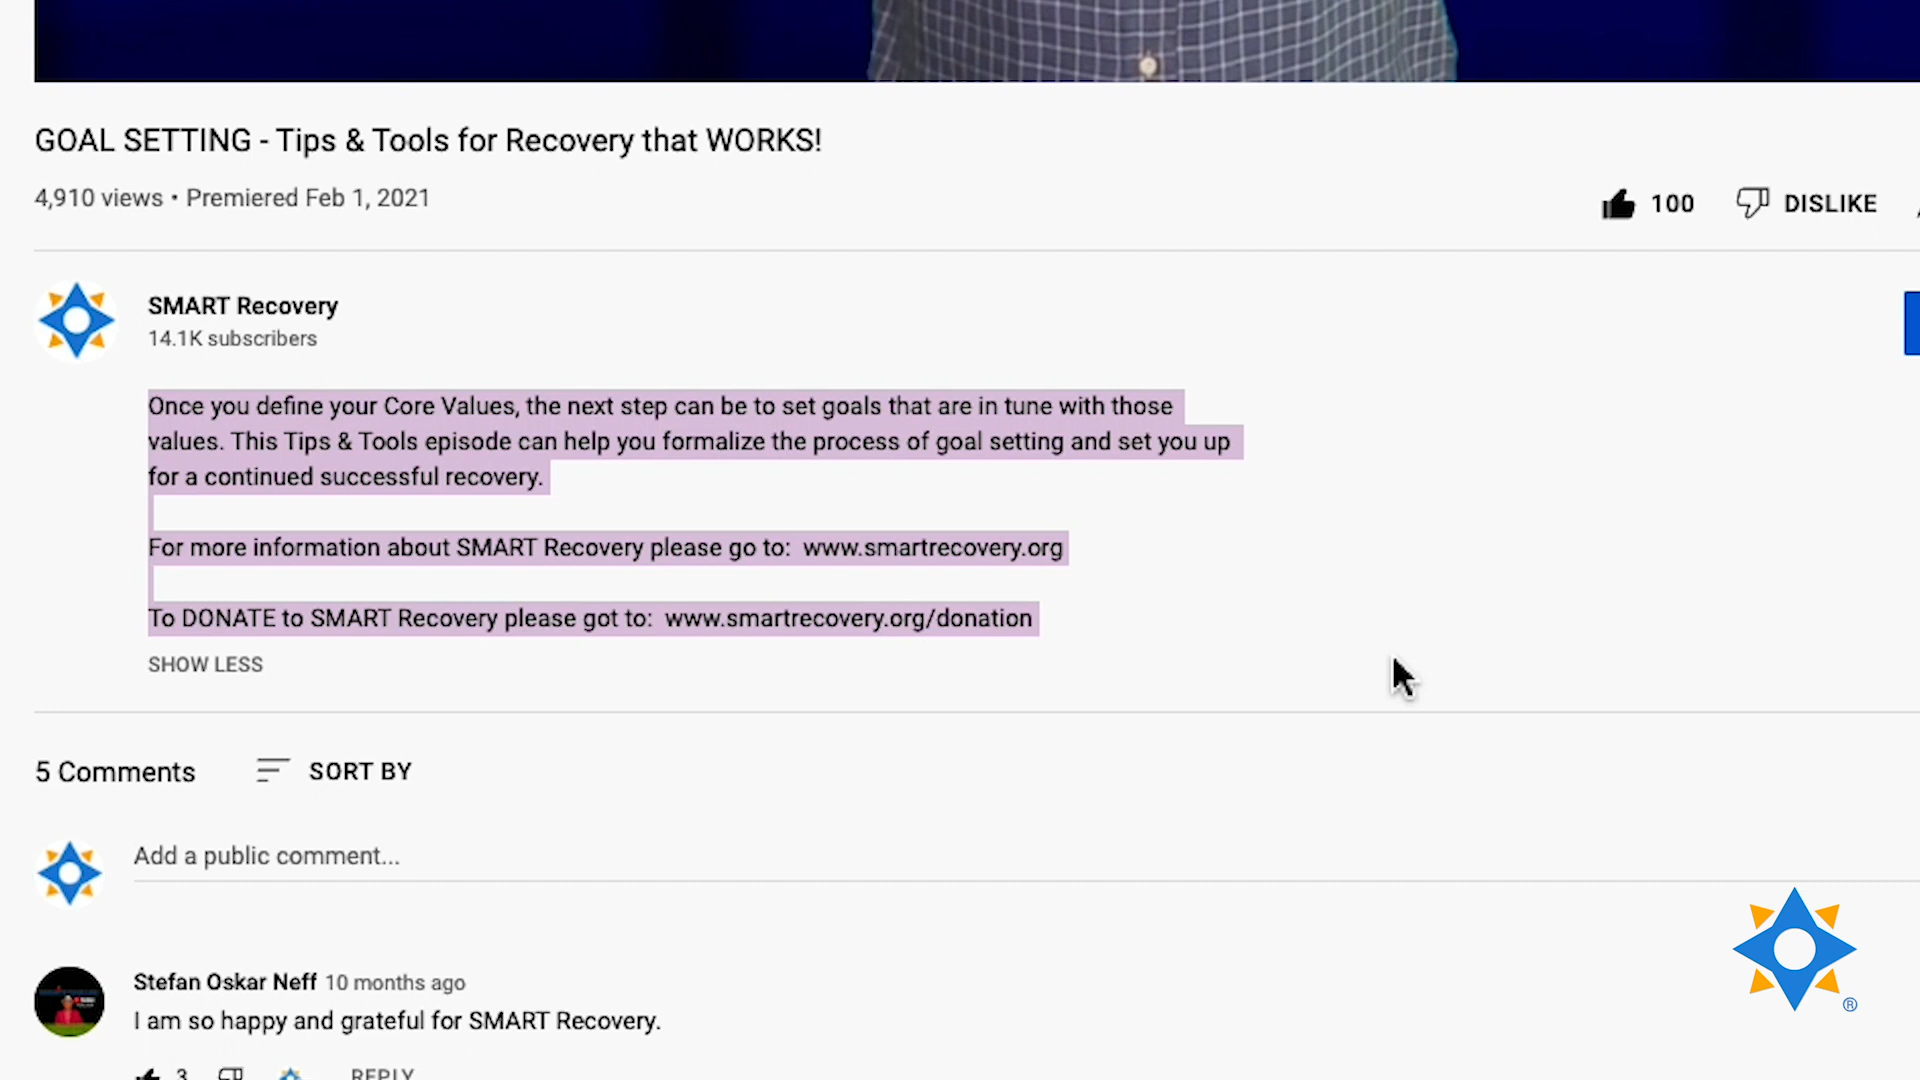 GOAL SETTING - Tips & Tools for Recovery that WORKS!
4,910 views • Premiered Feb 1, 2021
100 DISLIKE
SMART Recovery
14.1K subscribers
Once you define your Core Values, the next step can be to set goals that are in tune with those
values. This Tips & Tools episode can help you formalize the process of goal setting and set you up
for a continued successful recovery.
For more information about SMART Recovery please go to: www.smartrecovery.org
To DONATE to SMART Recovery please got to: www.smartrecovery.org/donation
SHOW LESS
5 Comments SORT BY
Add a public comment...
®
Stefan Oskar Neff 10 months ago
I am so happy and grateful for SMART Recovery.
3 REPLY